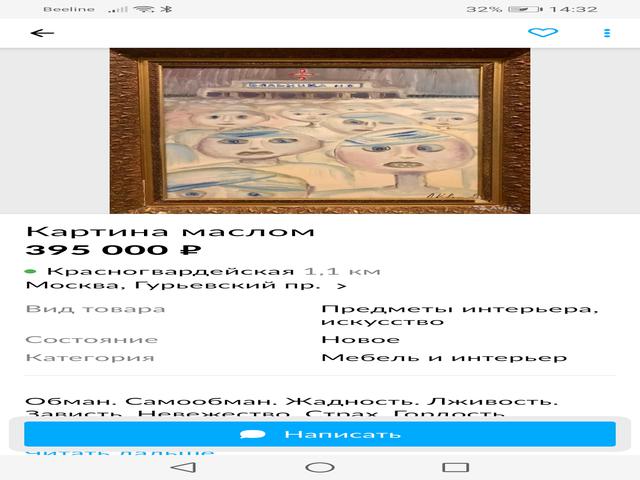 Beeline 32% 14:32
Картина маслом
395 000 ₽
Красногвардейская 1,1 км
Москва, Гурьевский пр. >
Вид товара Предметы интерьера,
искусство
Состояние Новое
Категория Мебель и интерьер
Обман. Самообман. Жадность. Лживость.
Зависть. Невежество. Страх. Гордость.
Написать
Читать дальше